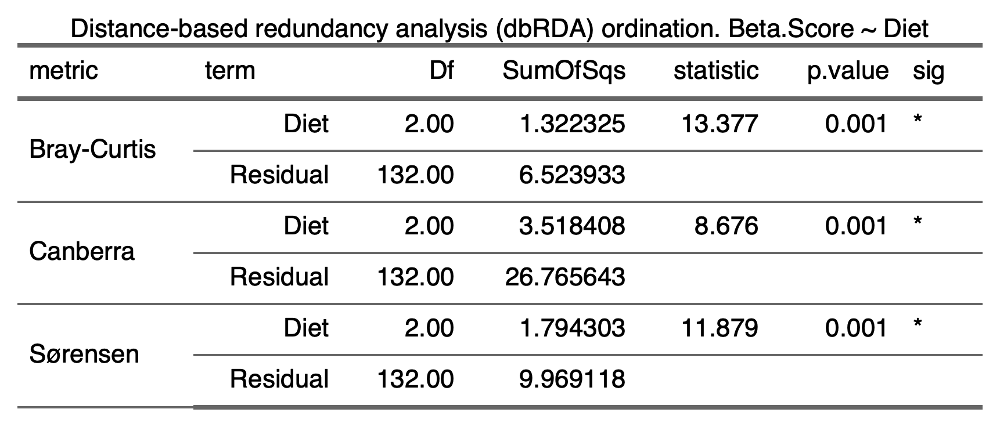 Distance-based redundancy analysis (dbRDA) ordination. Beta.Score ~ Diet
metric term Df SumOfSqs statistic p.value sig
Bray-Curtis Diet 2.00 1.322325 13.377 0.001 *
Residual 132.00 6.523933
Canberra Diet 2.00 3.518408 8.676 0.001 *
Residual 132.00 26.765643
Sørensen Diet 2.00 1.794303 11.879 0.001 *
Residual 132.00 9.969118